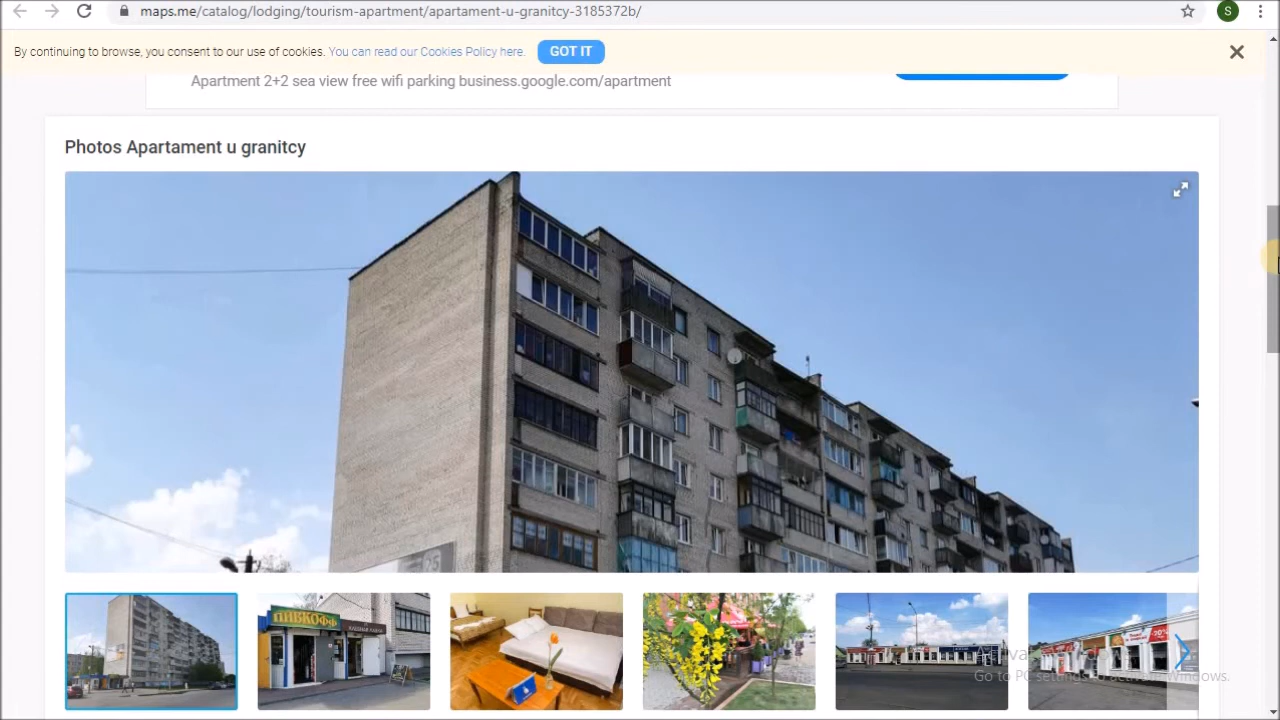 maps.me/catalog/lodging/tourism-apartment/apartament-u-granitcy-3185372b/
S
By continuing to browse, you consent to our use of cookies. You can read our Cookies Policy here.
GOT IT
Apartment 2+2 sea view free wifi parking business.google.com/apartment
Photos Apartament u granitcy
25
ПИВКОФФ
Go to PC settings to activate Windows.